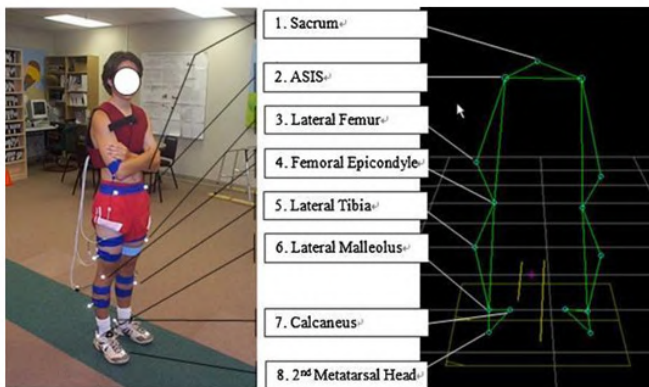 1. Sacrum
2. ASIS
3. Lateral Femur
4. Femoral Epicondyle
5. Lateral Tibia
6. Lateral Malleolus
7. Calcaneus
8. 2nd Metatarsal Head